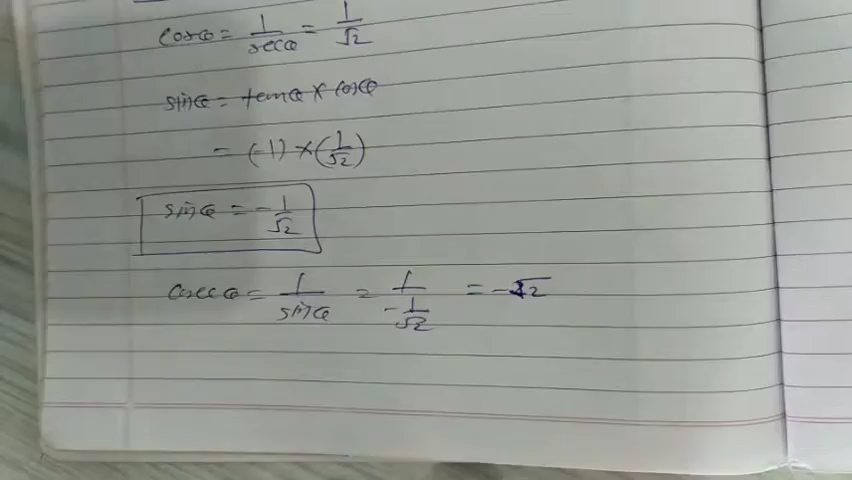 cosθ = 1/secθ = 1/√2
sinθ = tanθ × cosθ
= (-1) × (1/√2)
sinθ = -1/√2
cosecθ = 1/sinθ = 1/(-1/√2) = -√2